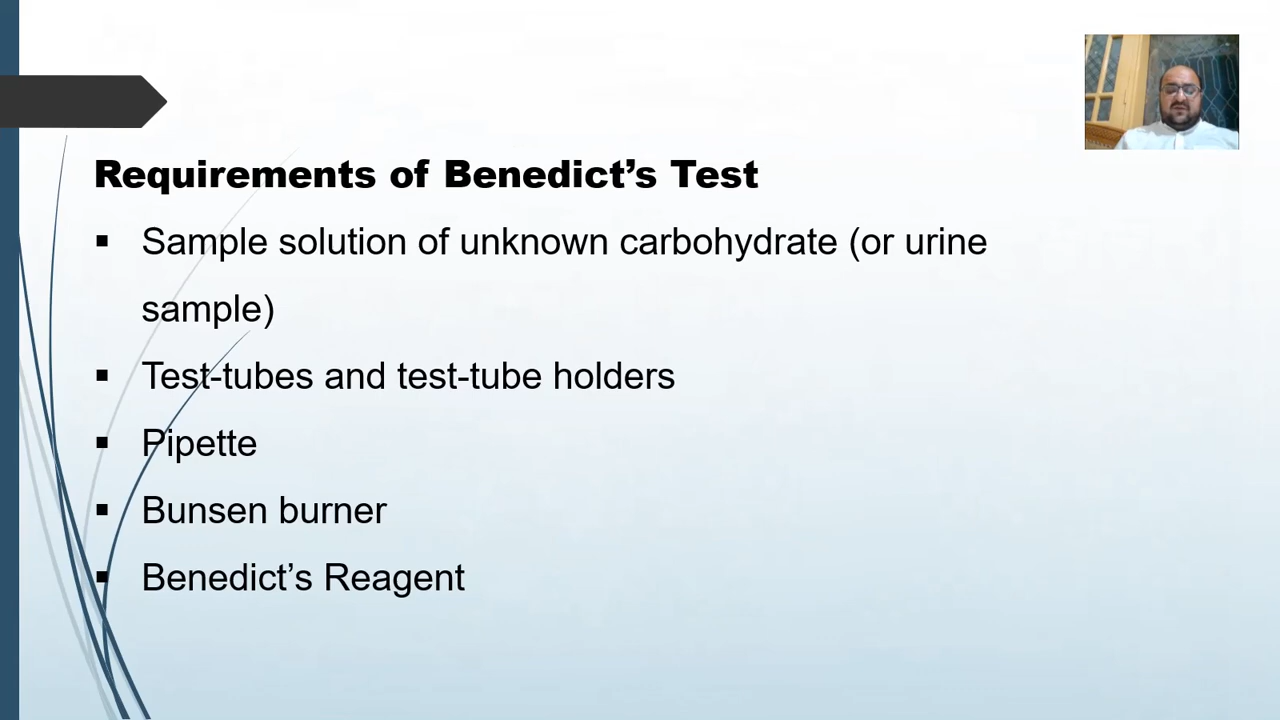 Requirements of Benedict’s Test
▪ Sample solution of unknown carbohydrate (or urine
sample)
▪ Test-tubes and test-tube holders
▪ Pipette
▪ Bunsen burner
▪ Benedict’s Reagent